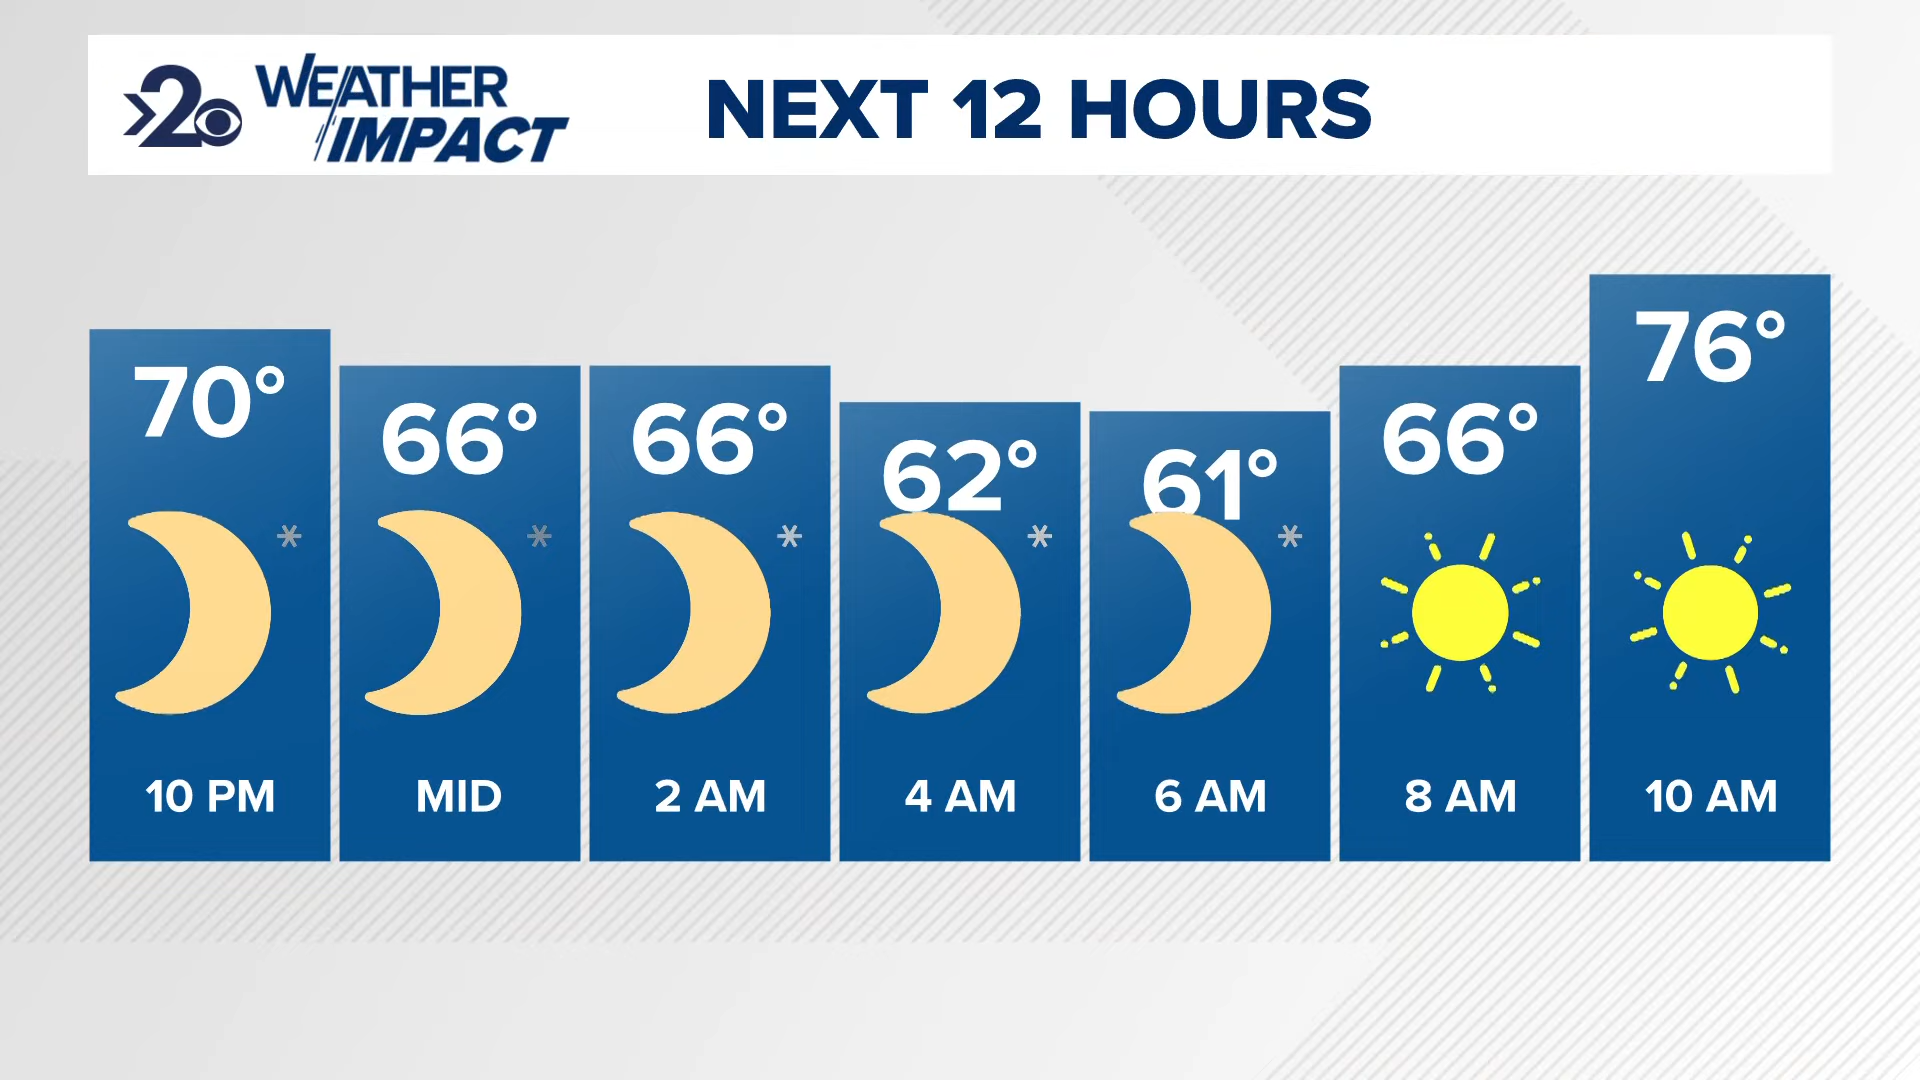 2 WEATHER IMPACT
NEXT 12 HOURS
70° 66° 66° 62° 61° 66° 76°
10 PM MID 2 AM 4 AM 6 AM 8 AM 10 AM